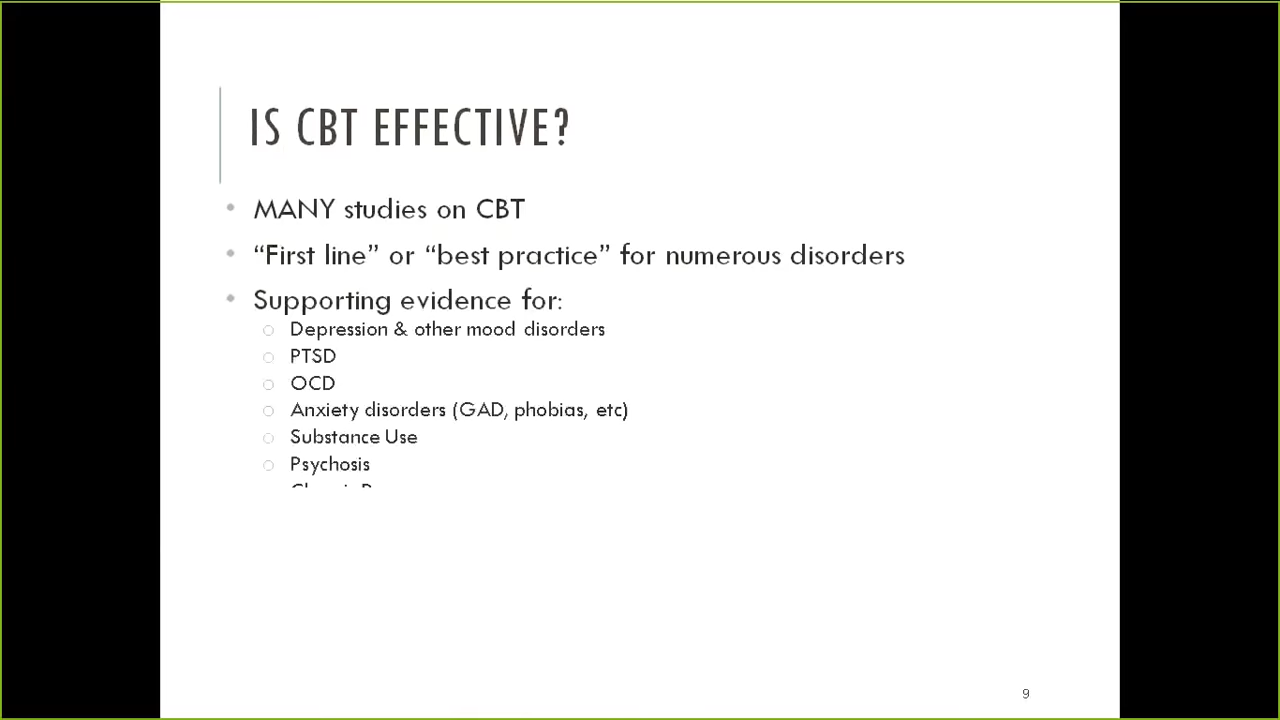 IS CBT EFFECTIVE?
• MANY studies on CBT
• “First line” or “best practice” for numerous disorders
• Supporting evidence for:
○ Depression & other mood disorders
○ PTSD
○ OCD
○ Anxiety disorders (GAD, phobias, etc)
○ Substance Use
○ Psychosis
9